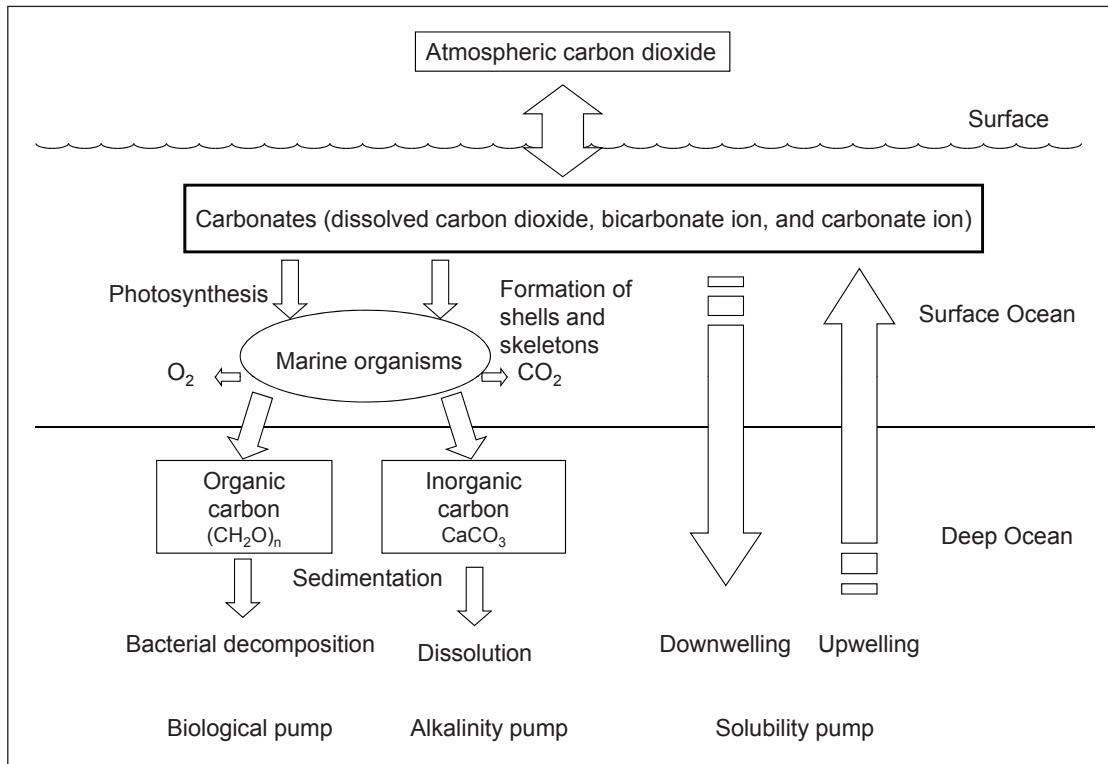 Atmospheric carbon dioxide
Surface
Carbonates (dissolved carbon dioxide, bicarbonate ion, and carbonate ion)
Photosynthesis
Formation of
shells and
skeletons
Surface Ocean
Marine organisms
O₂
CO₂
Organic
carbon
(CH₂O)ₙ
Inorganic
carbon
CaCO₃
Deep Ocean
Sedimentation
Bacterial decomposition
Dissolution
Downwelling
Upwelling
Biological pump
Alkalinity pump
Solubility pump